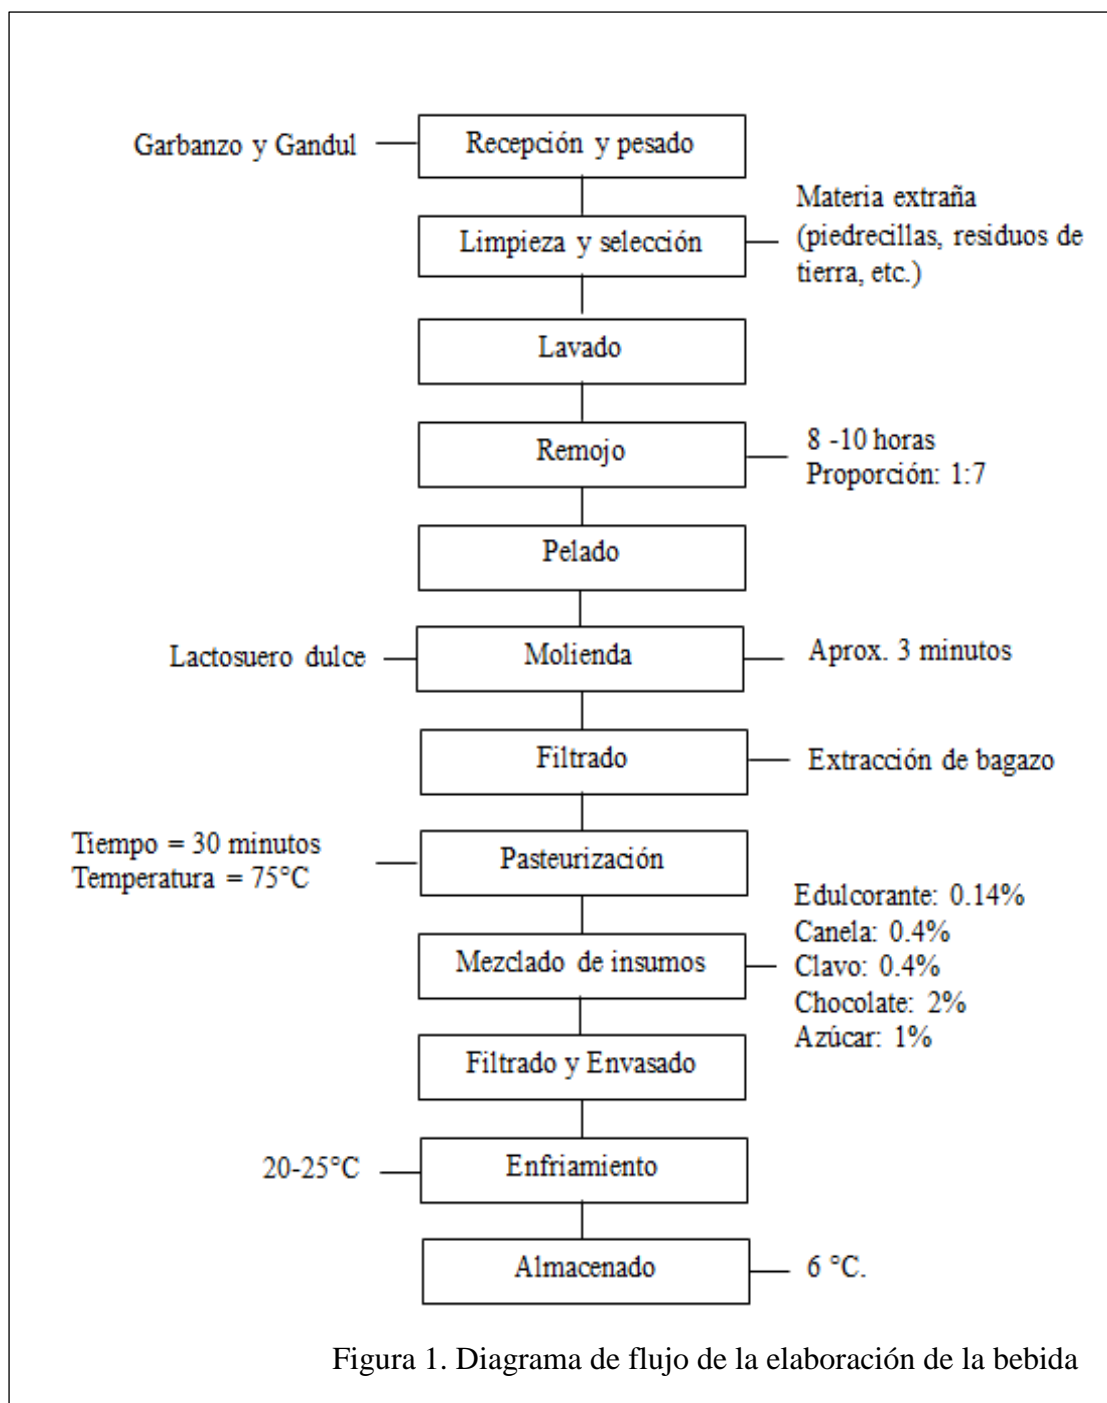 Garbanzo y Gandul
Recepción y pesado
Limpieza y selección
Materia extraña
(piedrecillas, residuos de
tierra, etc.)
Lavado
Remojo
8 -10 horas
Proporción: 1:7
Pelado
Lactosuero dulce
Molienda
Aprox. 3 minutos
Filtrado
Extracción de bagazo
Tiempo = 30 minutos
Temperatura = 75°C
Pasteurización
Mezclado de insumos
Edulcorante: 0.14%
Canela: 0.4%
Clavo: 0.4%
Chocolate: 2%
Azúcar: 1%
Filtrado y Envasado
20-25°C
Enfriamiento
Almacenado
6 °C.
Figura 1. Diagrama de flujo de la elaboración de la bebida